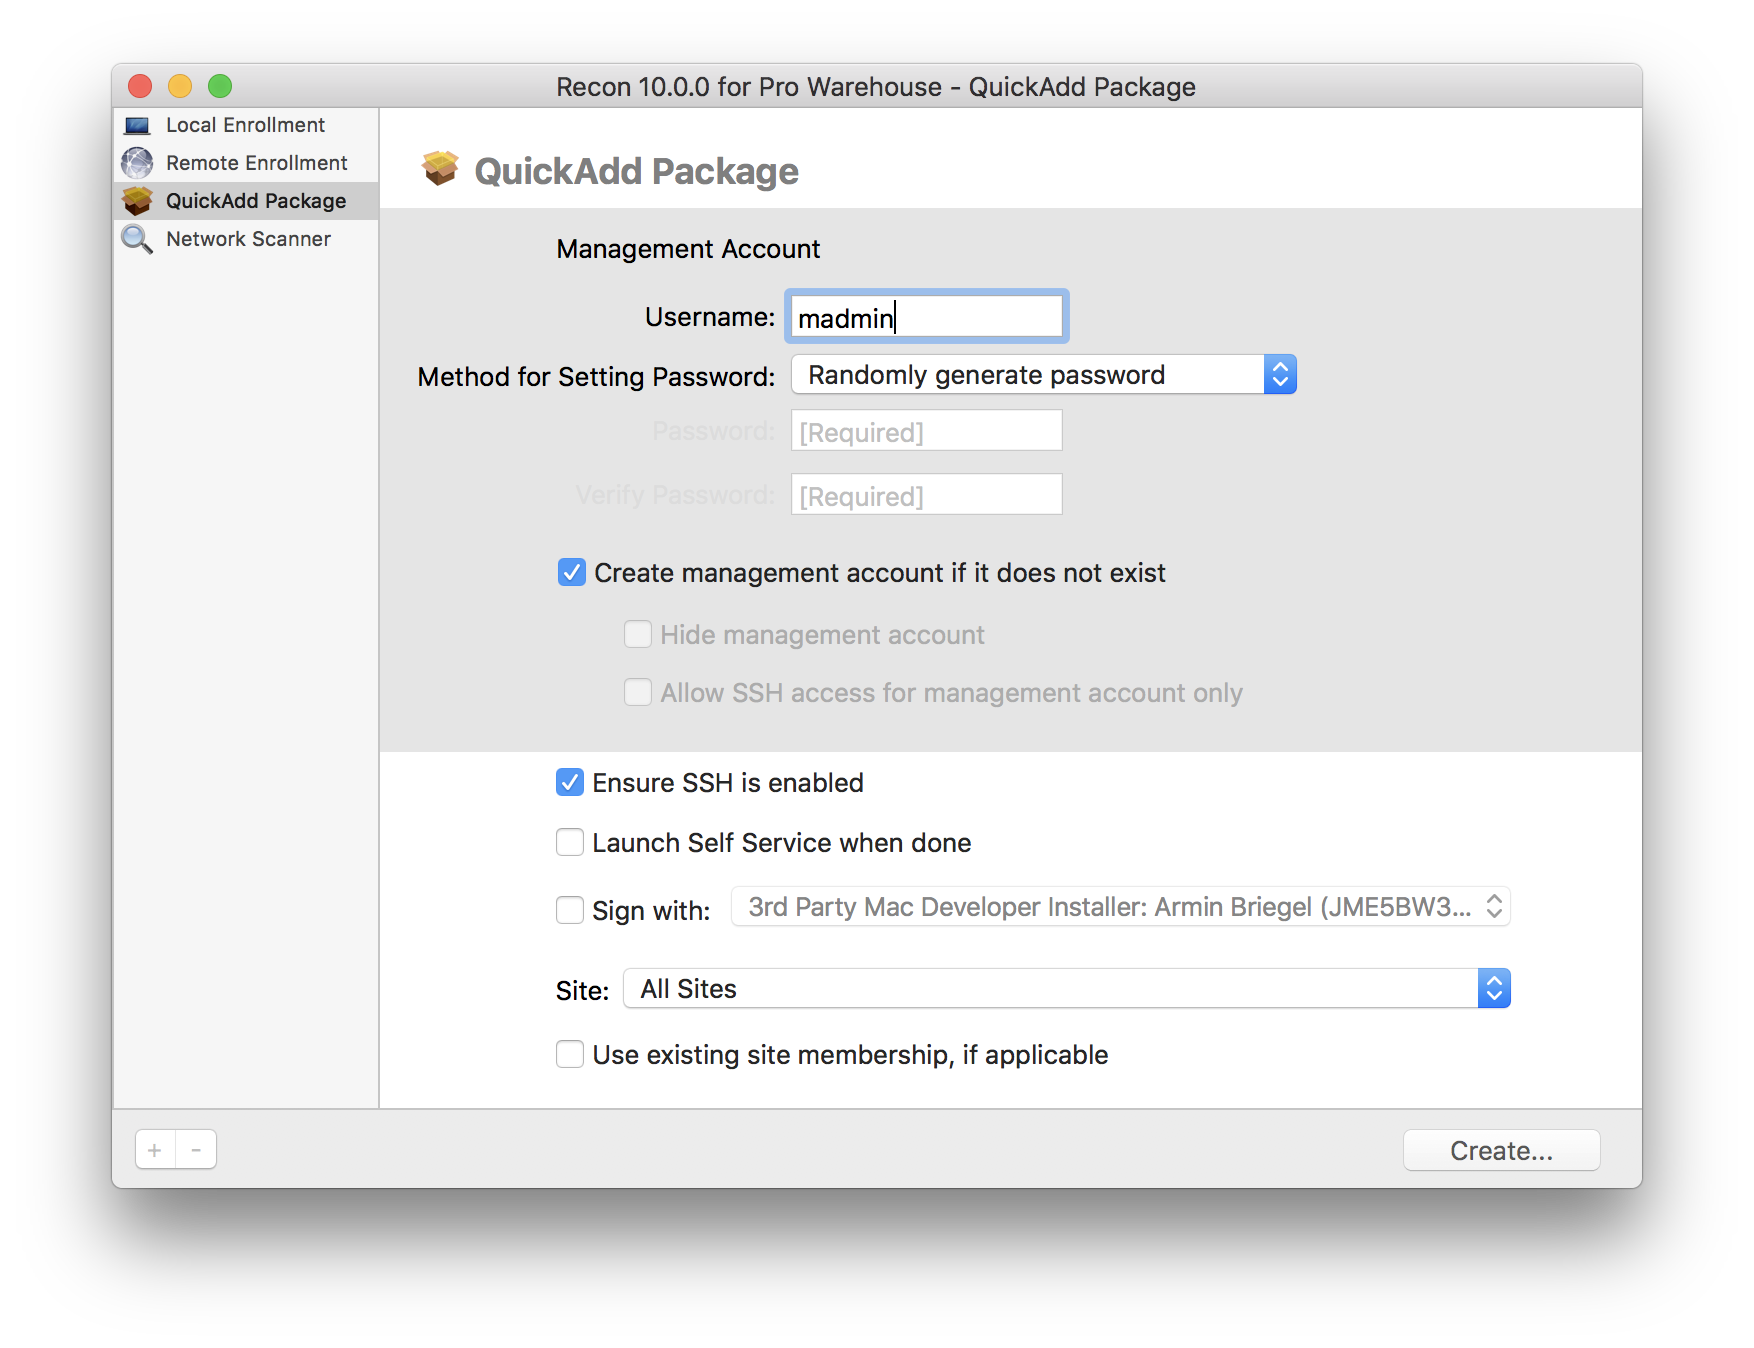 Recon 10.0.0 for Pro Warehouse - QuickAdd Package
Local Enrollment
Remote Enrollment
QuickAdd Package
Network Scanner
QuickAdd Package
Management Account
Username: madmin
Method for Setting Password: Randomly generate password
Password: [Required]
Verify Password: [Required]
Create management account if it does not exist
Hide management account
Allow SSH access for management account only
Ensure SSH is enabled
Launch Self Service when done
Sign with: 3rd Party Mac Developer Installer: Armin Briegel (JME5BW3...
Site: All Sites
Use existing site membership, if applicable
+ -
Create...